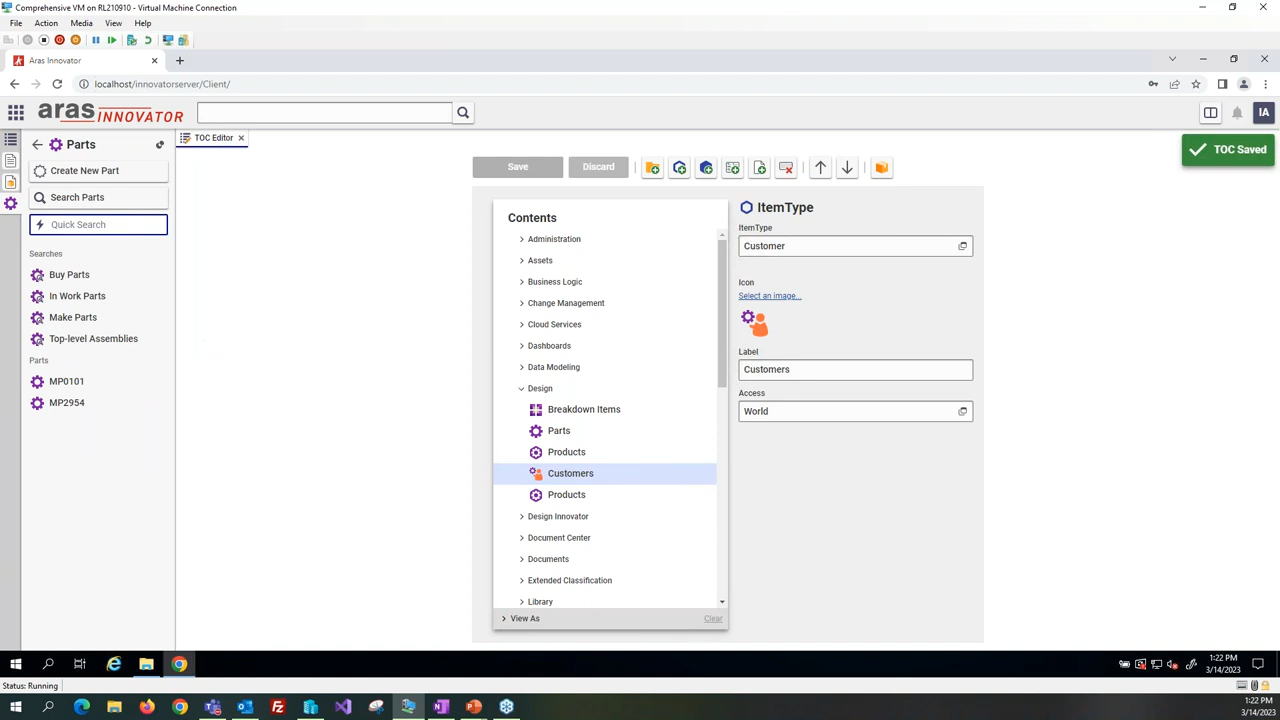 Comprehensive VM on RL210910 - Virtual Machine Connection
File Action Media View Help
Aras Innovator
localhost/innovatorserver/Client/
aras INNOVATOR
IA
Parts
TOC Editor
TOC Saved
Create New Part
Search Parts
Quick Search
Searches
Buy Parts
In Work Parts
Make Parts
Top-level Assemblies
Parts
MP0101
MP2954
Save Discard
Contents
Administration
Assets
Business Logic
Change Management
Cloud Services
Dashboards
Data Modeling
Design
Breakdown Items
Parts
Products
Customers
Products
Design Innovator
Document Center
Documents
Extended Classification
Library
View As Clear
ItemType
ItemType
Customer
Icon
Select an image...
Label
Customers
Access
World
1:22 PM
3/14/2023
Status: Running
1:22 PM
3/14/2023